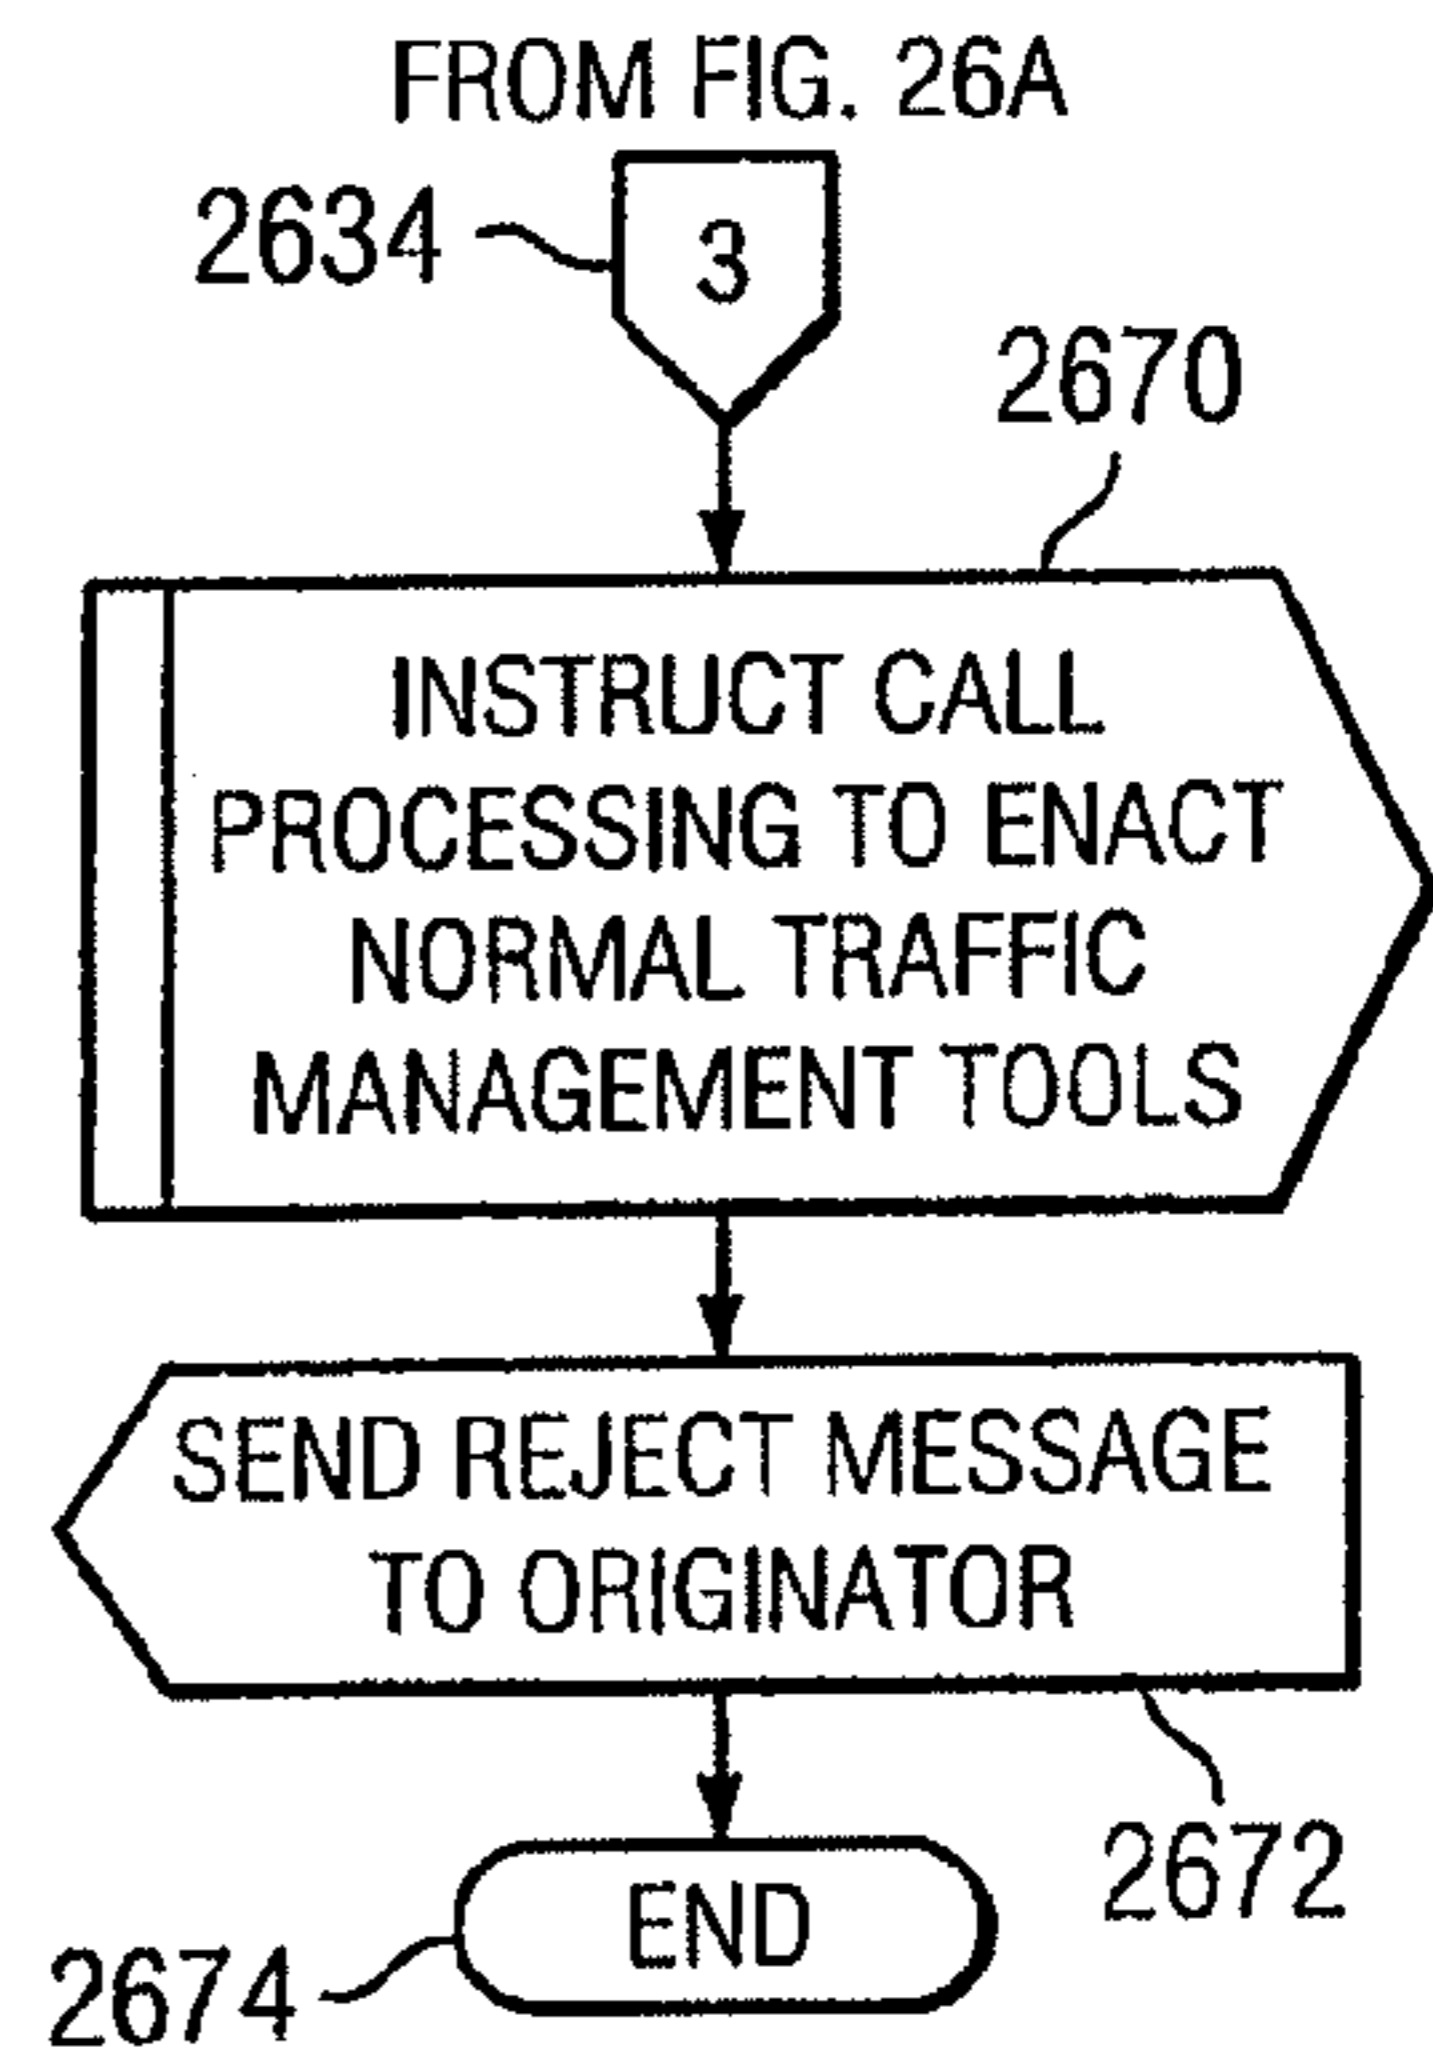 FROM FIG. 26A
2634
3
2670
INSTRUCT CALL
PROCESSING TO ENACT
NORMAL TRAFFIC
MANAGEMENT TOOLS
SEND REJECT MESSAGE
TO ORIGINATOR
2672
END
2674